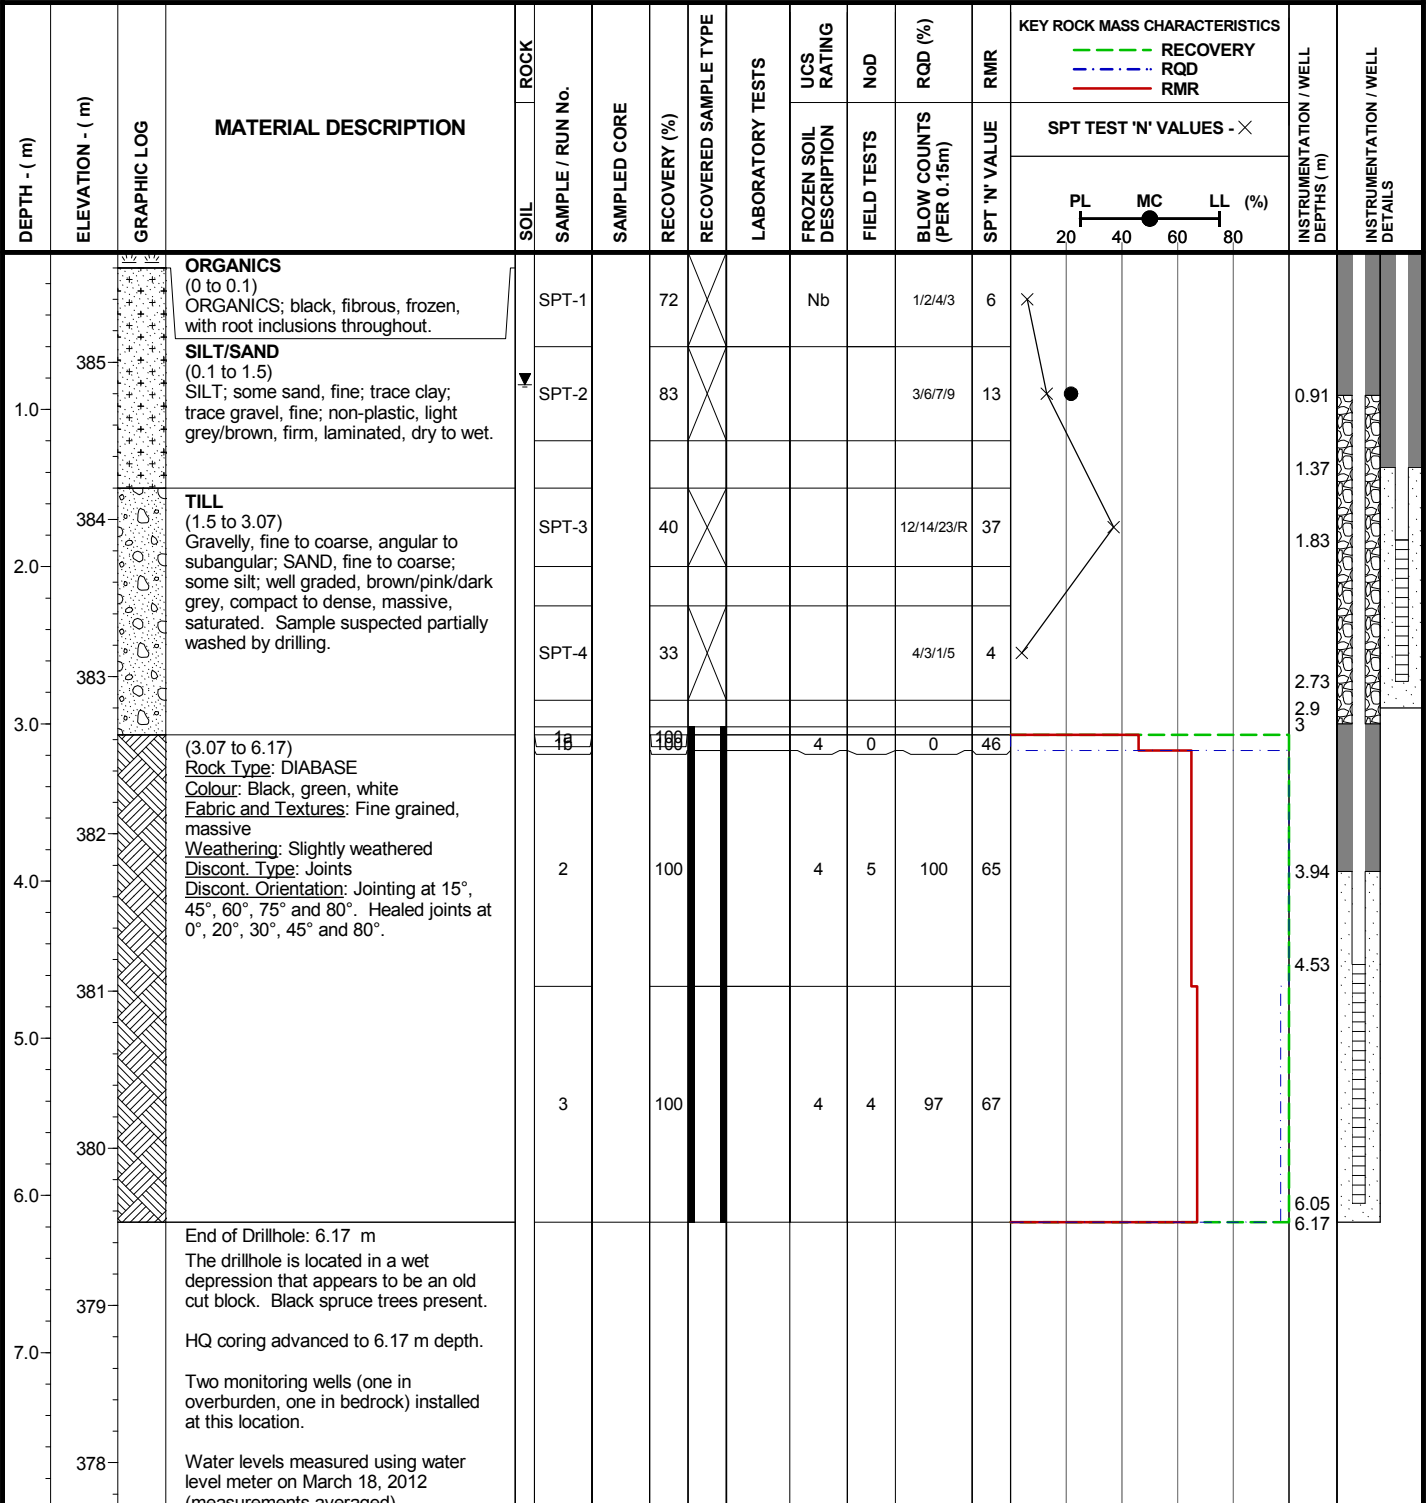 DEPTH - ( m)
ELEVATION - ( m)
GRAPHIC LOG
MATERIAL DESCRIPTION
SOIL
ROCK
SAMPLE / RUN No.
SAMPLED CORE
RECOVERY (%)
RECOVERED SAMPLE TYPE
LABORATORY TESTS
UCS RATING
FROZEN SOIL DESCRIPTION
NoD
FIELD TESTS
RQD (%)
BLOW COUNTS (PER 0.15m)
RMR
SPT 'N' VALUE
KEY ROCK MASS CHARACTERISTICS
RECOVERY
RQD
RMR
SPT TEST 'N' VALUES - ×
PL MC LL (%)
20 40 60 80
INSTRUMENTATION / WELL DEPTHS ( m)
INSTRUMENTATION / WELL DETAILS
ORGANICS
(0 to 0.1)
ORGANICS; black, fibrous, frozen,
with root inclusions throughout.
SPT-1 72 Nb 1/2/4/3 6
SILT/SAND
(0.1 to 1.5)
SILT; some sand, fine; trace clay;
trace gravel, fine; non-plastic, light
grey/brown, firm, laminated, dry to wet.
385
1.0
SPT-2 83 3/6/7/9 13
0.91
1.37
TILL
(1.5 to 3.07)
Gravelly, fine to coarse, angular to
subangular; SAND, fine to coarse;
some silt; well graded, brown/pink/dark
grey, compact to dense, massive,
saturated. Sample suspected partially
washed by drilling.
384
2.0
SPT-3 40 12/14/23/R 37
1.83
383
SPT-4 33 4/3/1/5 4
2.73
2.9
3.0
3
1a 100
1b 100 4 0 0 46
(3.07 to 6.17)
Rock Type: DIABASE
Colour: Black, green, white
Fabric and Textures: Fine grained,
massive
Weathering: Slightly weathered
Discont. Type: Joints
Discont. Orientation: Jointing at 15°,
45°, 60°, 75° and 80°. Healed joints at
0°, 20°, 30°, 45° and 80°.
382
4.0
2 100 4 5 100 65
3.94
4.53
381
5.0
3 100 4 4 97 67
380
6.0
6.05
6.17
End of Drillhole: 6.17 m
The drillhole is located in a wet
depression that appears to be an old
cut block. Black spruce trees present.
379
HQ coring advanced to 6.17 m depth.
7.0
Two monitoring wells (one in
overburden, one in bedrock) installed
at this location.
378
Water levels measured using water
level meter on March 18, 2012
(measurements averaged)